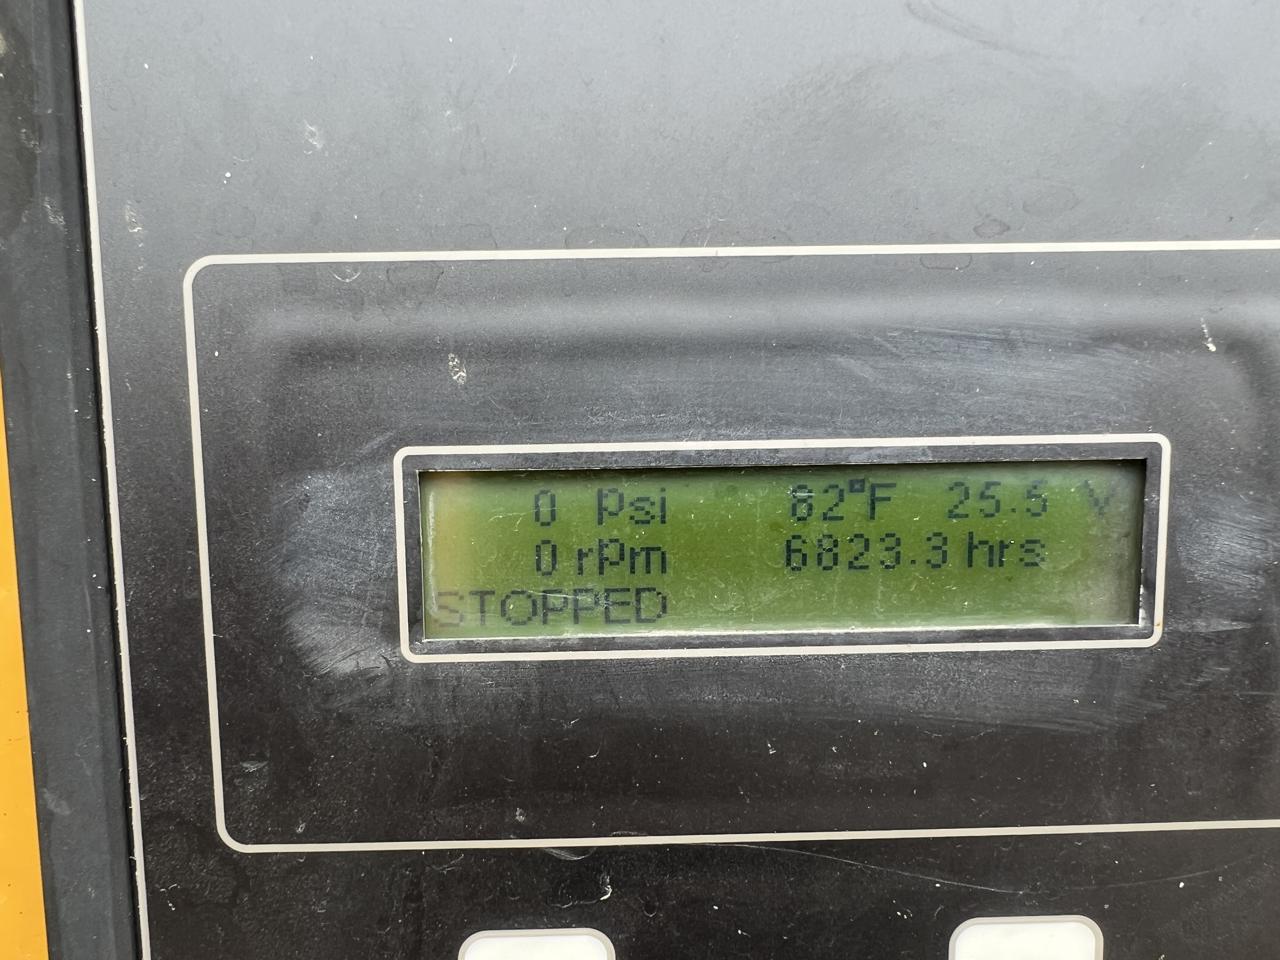 0 Psi 82°F 25.5 V
0 rPm 6823.3 hrs
STOPPED